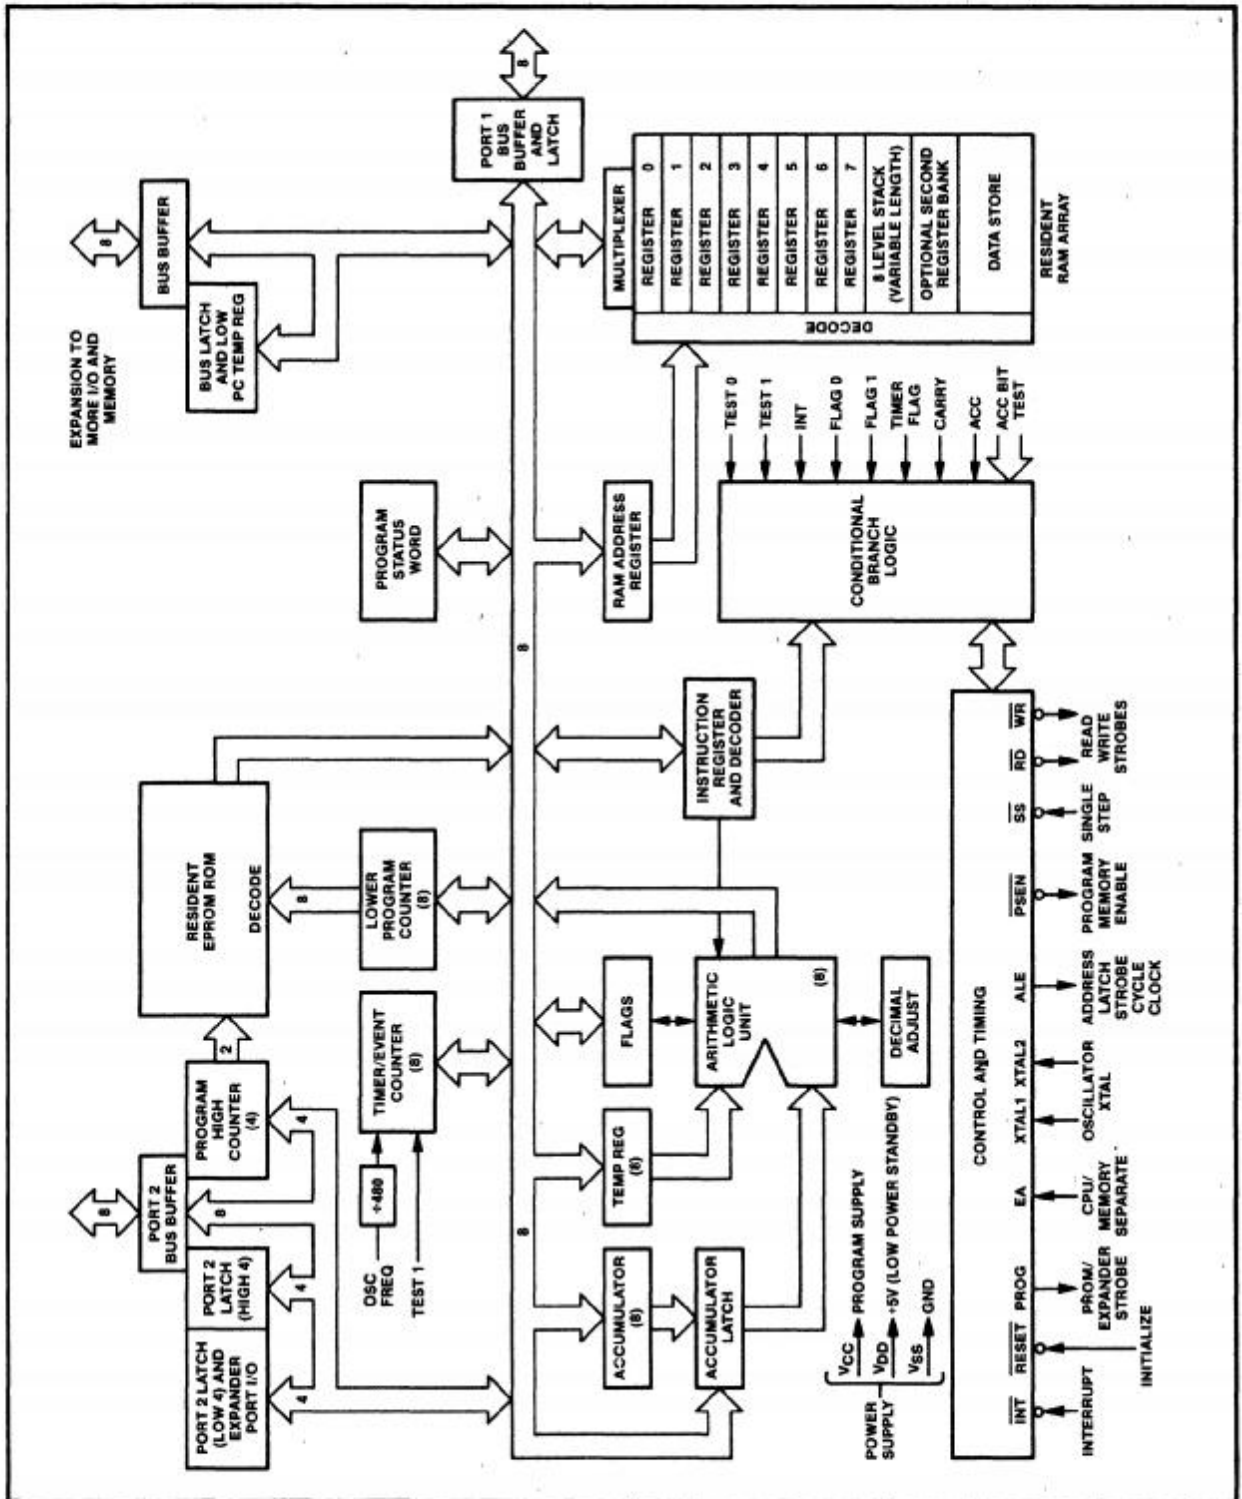 EXPANSION TO
MORE I/O AND
MEMORY
8
PORT 2
BUS BUFFER
8
BUS BUFFER
PORT 2 LATCH
(LOW 4) AND
EXPANDER
PORT I/O
PORT 2
LATCH
(HIGH 4)
PROGRAM
HIGH
COUNTER
(4)
2
RESIDENT
EPROM ROM
DECODE
BUS LATCH
AND LOW
PC TEMP REG
4
4
8
4
8
OSC
FREQ
÷480
TEST 1
TIMER/EVENT
COUNTER
(8)
LOWER
PROGRAM
COUNTER
(8)
PROGRAM
STATUS
WORD
PORT 1
BUS
BUFFER
AND
LATCH
8
8
8
ACCUMULATOR
(8)
TEMP REG
(8)
FLAGS
ACCUMULATOR
LATCH
ARITHMETIC
LOGIC
UNIT
(8)
DECIMAL
ADJUST
INSTRUCTION
REGISTER
AND DECODER
RAM ADDRESS
REGISTER
MULTIPLEXER
REGISTER 0
REGISTER 1
REGISTER 2
REGISTER 3
REGISTER 4
REGISTER 5
REGISTER 6
REGISTER 7
8 LEVEL STACK
(VARIABLE LENGTH)
OPTIONAL SECOND
REGISTER BANK
DATA STORE
DECODE
RESIDENT
RAM ARRAY
CONDITIONAL
BRANCH
LOGIC
TEST 0
TEST 1
INT
FLAG 0
FLAG 1
TIMER
FLAG
CARRY
ACC
ACC BIT
TEST
POWER
SUPPLY
VCC
PROGRAM SUPPLY
VDD
+5V (LOW POWER STANDBY)
VSS
GND
CONTROL AND TIMING
INT
RESET
PROG
EA
XTAL1
XTAL2
ALE
PSEN
SS
RD
WR
INTERRUPT
INITIALIZE
PROM/
EXPANDER
STROBE
CPU/
MEMORY
SEPARATE
OSCILLATOR
XTAL
ADDRESS
LATCH
STROBE
CYCLE
CLOCK
PROGRAM
MEMORY
ENABLE
SINGLE
STEP
READ
WRITE
STROBES